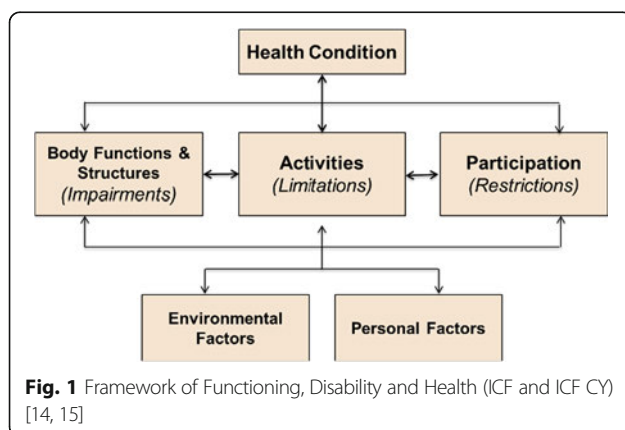 Health Condition
Body Functions &
Structures
(Impairments)
Activities
(Limitations)
Participation
(Restrictions)
Environmental
Factors
Personal Factors
Fig. 1 Framework of Functioning, Disability and Health (ICF and ICF CY)
[14, 15]